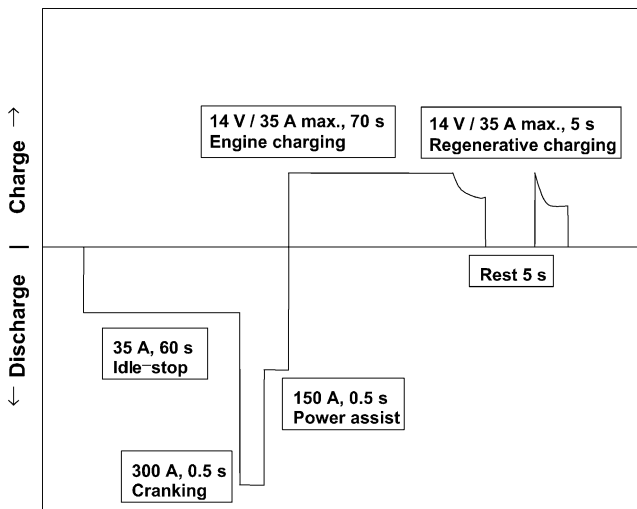 14 V / 35 A max., 70 s
Engine charging
14 V / 35 A max., 5 s
Regenerative charging
← Discharge | Charge →
Rest 5 s
35 A, 60 s
Idle–stop
150 A, 0.5 s
Power assist
300 A, 0.5 s
Cranking